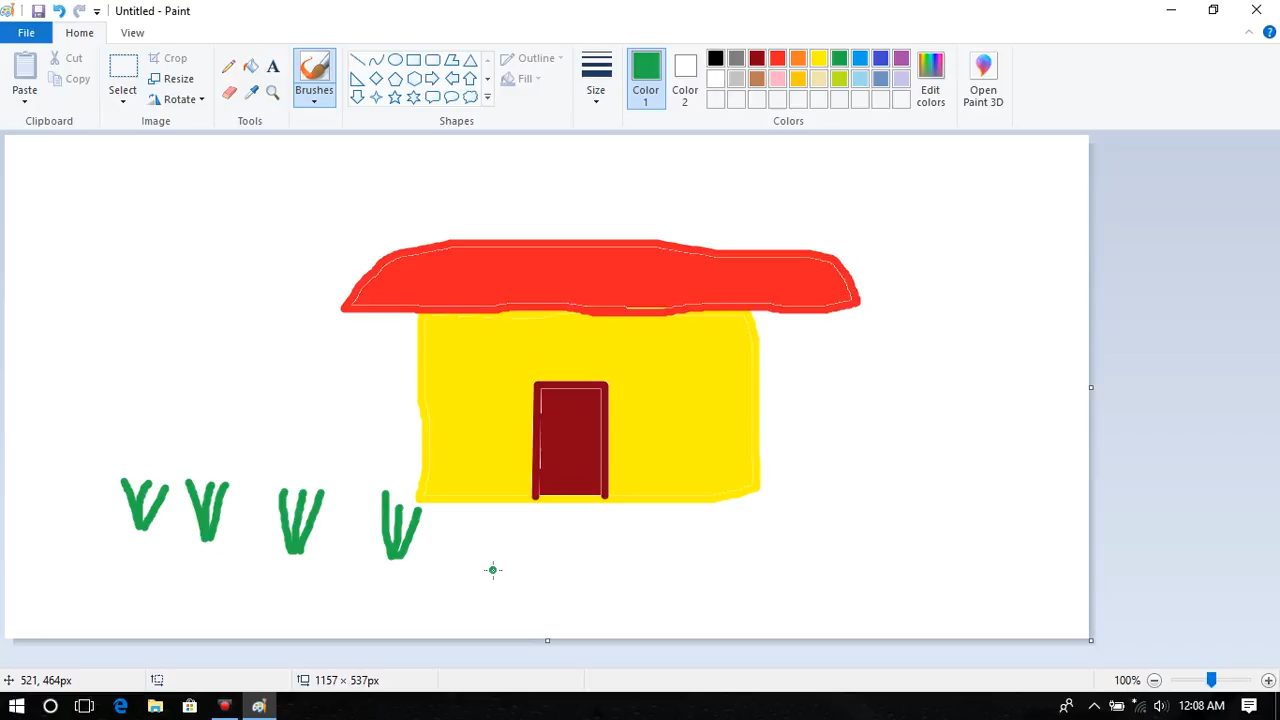 Untitled - Paint
File Home View
Paste
Cut
Copy
Clipboard
Select
Crop
Resize
Rotate
Image
A
Tools
Brushes
Outline
Fill
Shapes
Size
Color 1
Color 2
Edit colors
Colors
Open Paint 3D
521, 464px
1157 × 537px
100%
12:08 AM